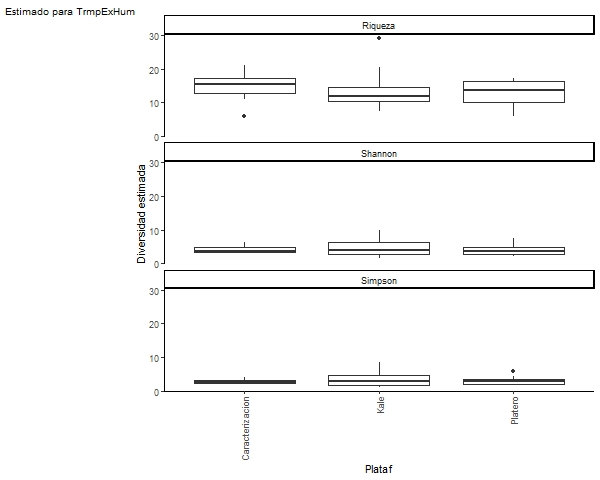 Estimado para TrmpExHum
Riqueza
30
20
10
0
Shannon
30
20
10
0
Simpson
30
20
10
0
Diversidad estimada
Caracterizacion
Kale
Platero
Plataf